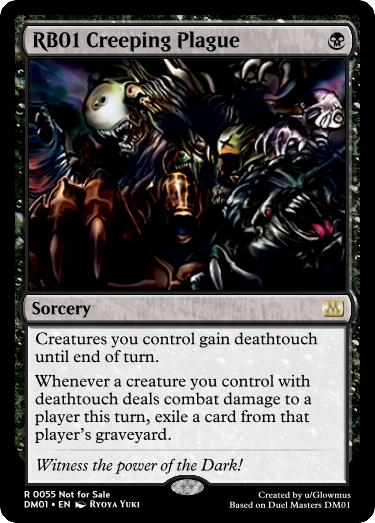 RB01 Creeping Plague
Sorcery
Creatures you control gain deathtouch
until end of turn.
Whenever a creature you control with
deathtouch deals combat damage to a
player this turn, exile a card from that
player's graveyard.
Witness the power of the Dark!
R 0055 Not for Sale
DM01 • EN Ryoya Yuki
Created by u/Glowmus
Based on Duel Masters DM01